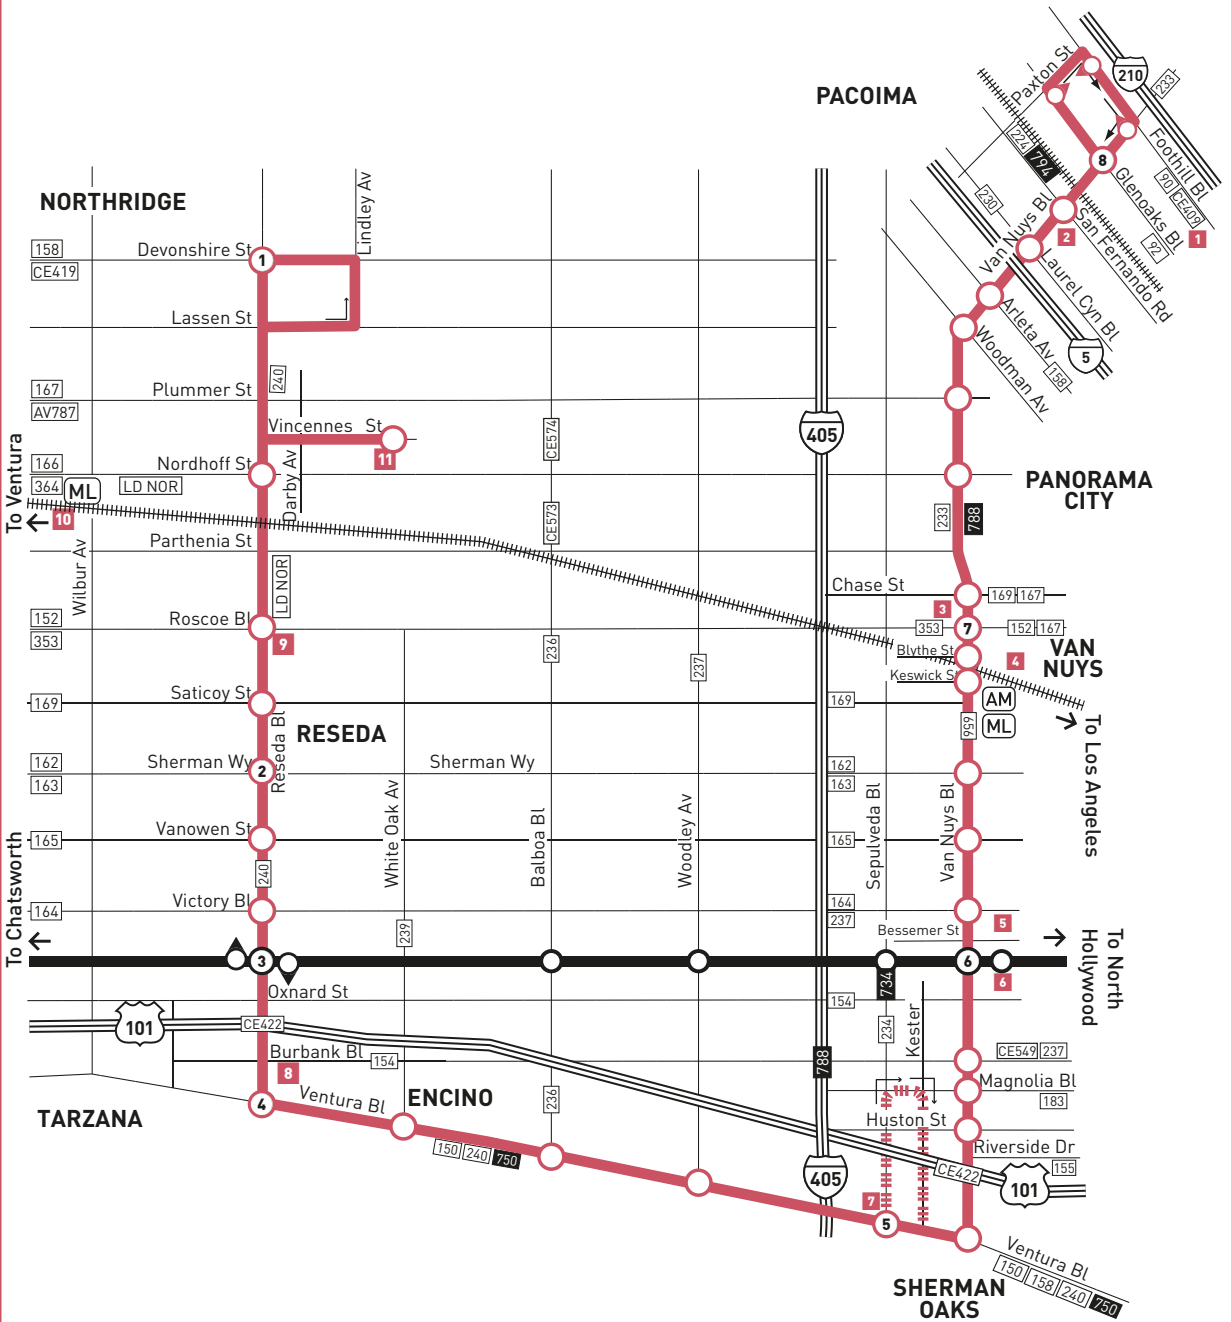 PACOIMA
Paxton St
210
233
224
794
8
Foothill Bl
90
CE409
1
Glenoaks Bl
92
230
Van Nuys Bl
2
San Fernando Rd
Laurel Cyn Bl
5
Arleta Av
158
Woodman Av
NORTHRIDGE
Lindley Av
158
Devonshire St
1
CE419
Lassen St
167
Plummer St
240
AV787
Vincennes St
11
CE574
405
166
Nordhoff St
364
ML
LD NOR
Darby Av
PANORAMA
CITY
To Ventura
10
CE573
233
788
Parthenia St
Wilbur Av
LD NOR
Chase St
169
167
3
152
Roscoe Bl
353
9
236
237
353
7
152
167
VAN
NUYS
Blythe St
4
Keswick St
169
Saticoy St
169
AM
ML
656
RESEDA
Reseda Bl
To Los Angeles
162
Sherman Wy
2
Sherman Wy
162
163
163
White Oak Av
Balboa Bl
Woodley Av
Sepulveda Bl
Van Nuys Bl
165
Vanowen St
165
240
To Chatsworth
164
Victory Bl
164
237
5
239
Bessemer St
To North
Hollywood
3
6
6
734
Oxnard St
154
101
CE422
234
Kester
Burbank Bl
154
788
CE549
237
8
Magnolia Bl
183
TARZANA
4
Ventura Bl
ENCINO
236
Huston St
Riverside Dr
155
150
240
750
405
CE422
101
7
5
Ventura Bl
150
158
240
750
SHERMAN
OAKS